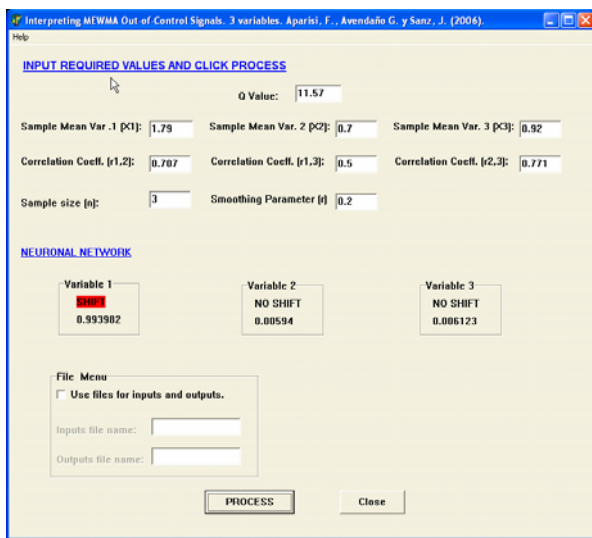 Interpreting MEWMA Out-of-Control Signals. 3 variables. Aparisi, F., Avendaño G. y Sanz, J. (2006).
Help
INPUT REQUIRED VALUES AND CLICK PROCESS
Q Value: 11.57
Sample Mean Var .1 (X1): 1.79 Sample Mean Var. 2 (X2): 0.7 Sample Mean Var. 3 (X3): 0.92
Correlation Coeff. (r1,2): 0.707 Correlation Coeff. (r1,3): 0.5 Correlation Coeff. (r2,3): 0.771
Sample size (n): 3 Smoothing Parameter (r) 0.2
NEURONAL NETWORK
Variable 1 Variable 2 Variable 3
SHIFT NO SHIFT NO SHIFT
0.993982 0.00594 0.006123
File Menu
Use files for inputs and outputs.
Inputs file name:
Outputs file name:
PROCESS Close